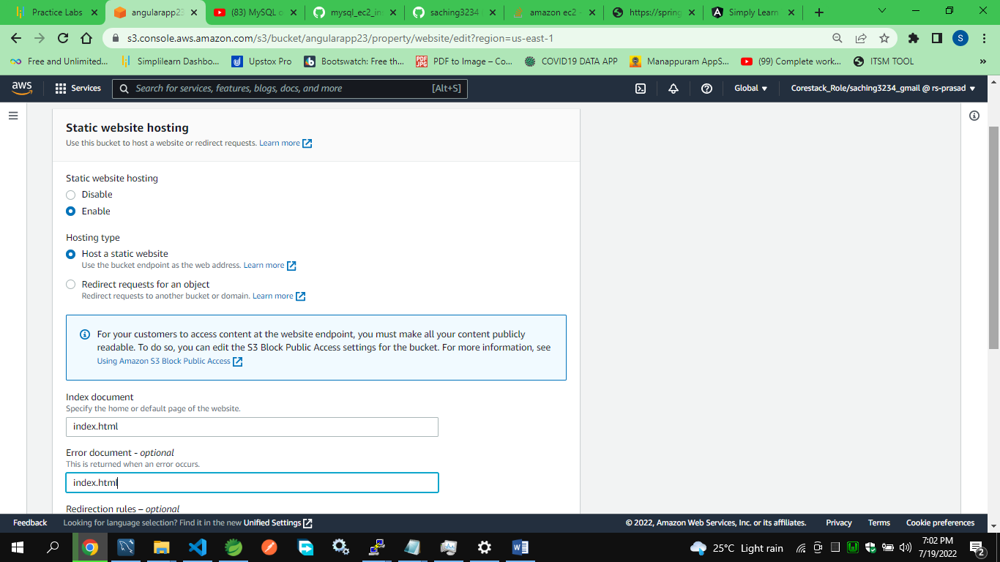 Practice Labs
angularapp23
(83) MySQL o
mysql_ec2_in
saching3234
amazon ec2 -
https://spring
Simply Learn
s3.console.aws.amazon.com/s3/bucket/angularapp23/property/website/edit?region=us-east-1
S
Free and Unlimited...
Simplilearn Dashbo...
Upstox Pro
Bootswatch: Free th...
PDF to Image – Co...
COVID19 DATA APP
Manappuram AppS...
(99) Complete work...
ITSM TOOL
»
aws
Services
Search for services, features, blogs, docs, and more
[Alt+S]
Global
Corestack_Role/saching3234_gmail @ rs-prasad
Static website hosting
Use this bucket to host a website or redirect requests. Learn more
Static website hosting
Disable
Enable
Hosting type
Host a static website
Use the bucket endpoint as the web address. Learn more
Redirect requests for an object
Redirect requests to another bucket or domain. Learn more
For your customers to access content at the website endpoint, you must make all your content publicly
readable. To do so, you can edit the S3 Block Public Access settings for the bucket. For more information, see
Using Amazon S3 Block Public Access
Index document
Specify the home or default page of the website.
index.html
Error document - optional
This is returned when an error occurs.
index.html
Redirection rules – optional
Feedback
Looking for language selection? Find it in the new Unified Settings
© 2022, Amazon Web Services, Inc. or its affiliates.
Privacy
Terms
Cookie preferences
25°C Light rain
7:02 PM
7/19/2022
2